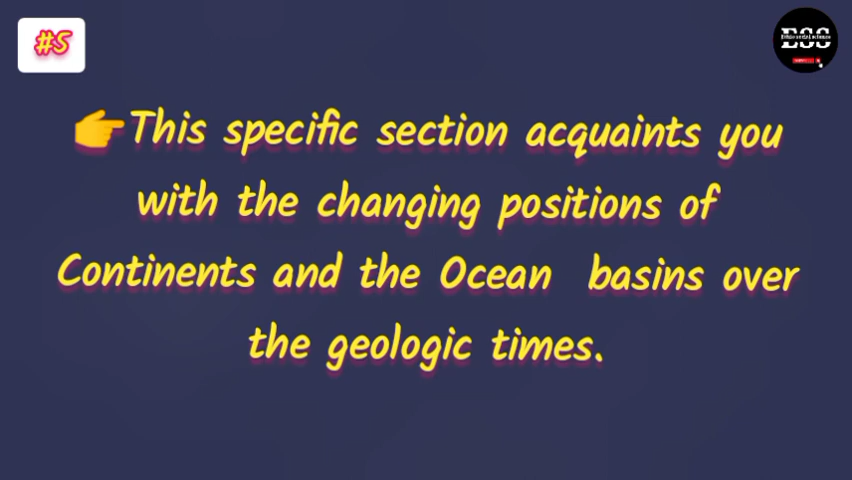 #5
ESS
👉This specific section acquaints you
with the changing positions of
Continents and the Ocean basins over
the geologic times.